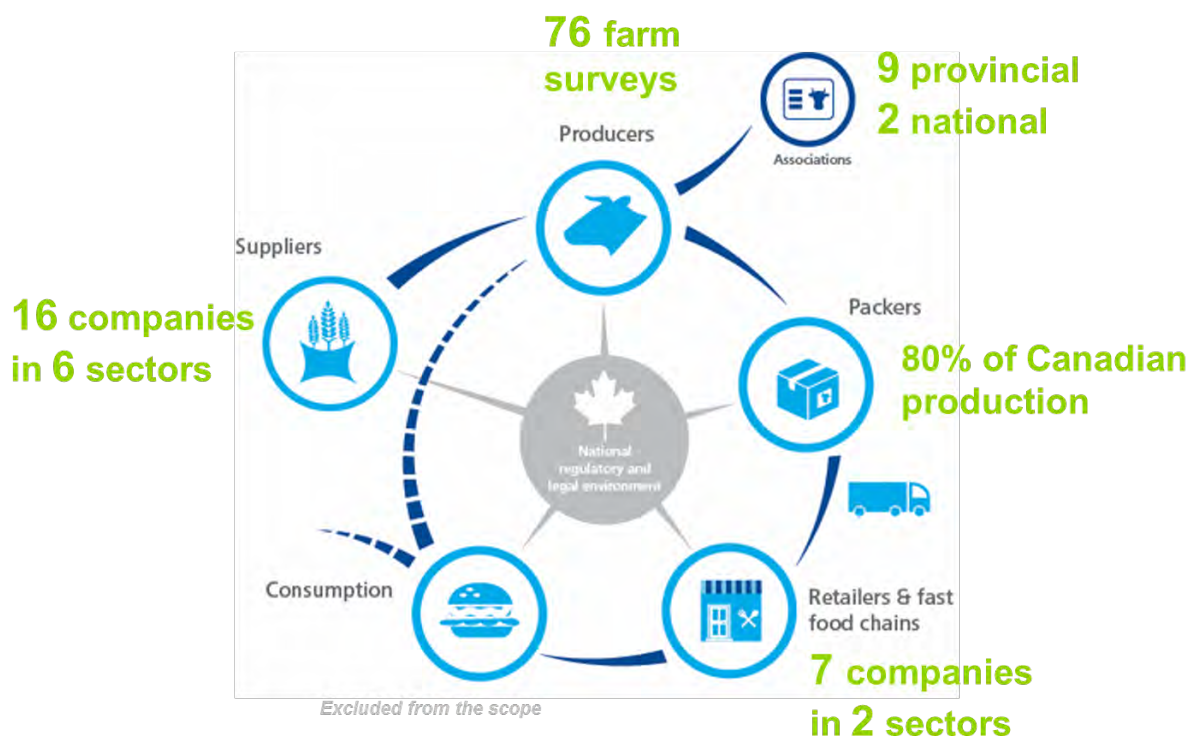 76 farm
surveys
9 provincial
2 national
Producers
Associations
Suppliers
16 companies
in 6 sectors
Packers
80% of Canadian
production
National
regulatory and
legal environment
Consumption
Retailers & fast
food chains
7 companies
in 2 sectors
Excluded from the scope